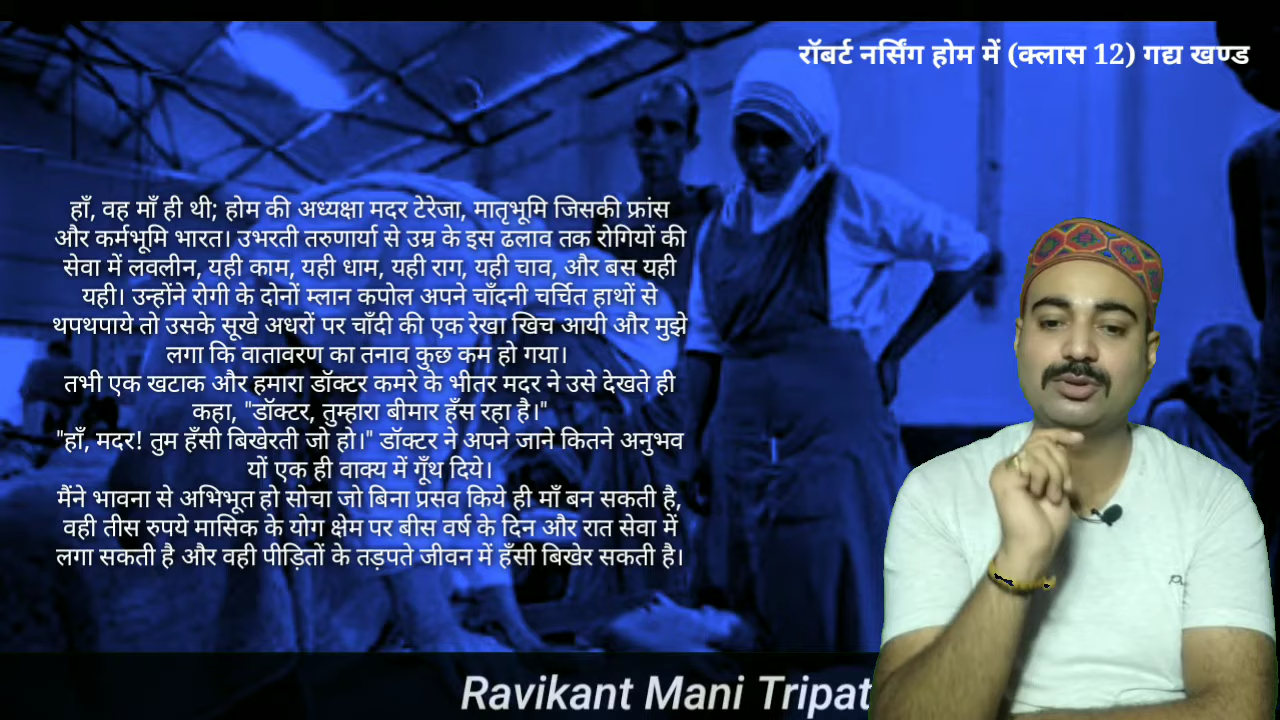 रॉबर्ट नर्सिंग होम में (क्लास 12) गद्य खण्ड
हाँ, वह माँ ही थी; होम की अध्यक्षा मदर टेरेजा, मातृभूमि जिसकी फ्रांस
और कर्मभूमि भारत। उभरती तरुणार्या से उम्र के इस ढलाव तक रोगियों की
सेवा में लवलीन, यही काम, यही धाम, यही राग, यही चाव, और बस यही
यही। उन्होंने रोगी के दोनों म्लान कपोल अपने चाँदनी चर्चित हाथों से
थपथपाये तो उसके सूखे अधरों पर चाँदी की एक रेखा खिच आयी और मुझे
लगा कि वातावरण का तनाव कुछ कम हो गया।
तभी एक खटाक और हमारा डॉक्टर कमरे के भीतर मदर ने उसे देखते ही
कहा, "डॉक्टर, तुम्हारा बीमार हँस रहा है।"
"हाँ, मदर! तुम हँसी बिखेरती जो हो।" डॉक्टर ने अपने जाने कितने अनुभव
यों एक ही वाक्य में गूँथ दिये।
मैंने भावना से अभिभूत हो सोचा जो बिना प्रसव किये ही माँ बन सकती है,
वही तीस रुपये मासिक के योग क्षेम पर बीस वर्ष के दिन और रात सेवा में
लगा सकती है और वही पीड़ितों के तड़पते जीवन में हँसी बिखेर सकती है।
Ravikant Mani Tripat